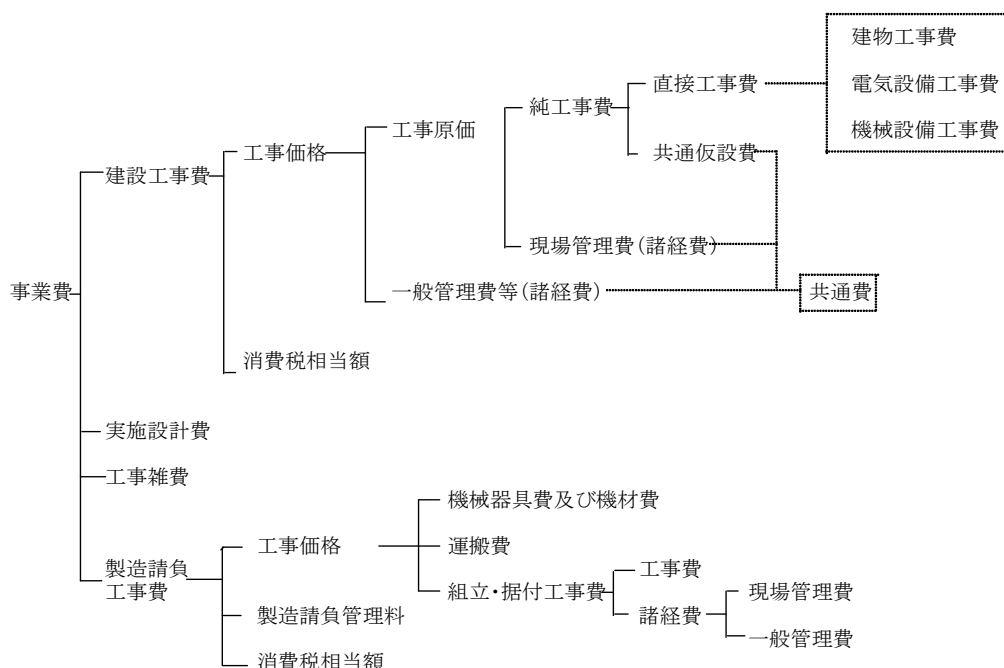 建物工事費
電気設備工事費
機械設備工事費
直接工事費
純工事費
共通仮設費
工事原価
工事価格
建設工事費
現場管理費(諸経費)
一般管理費等(諸経費)
共通費
事業費
消費税相当額
実施設計費
工事雑費
製造請負
工事費
工事価格
機械器具費及び機材費
運搬費
組立・据付工事費
工事費
諸経費
現場管理費
一般管理費
製造請負管理料
消費税相当額